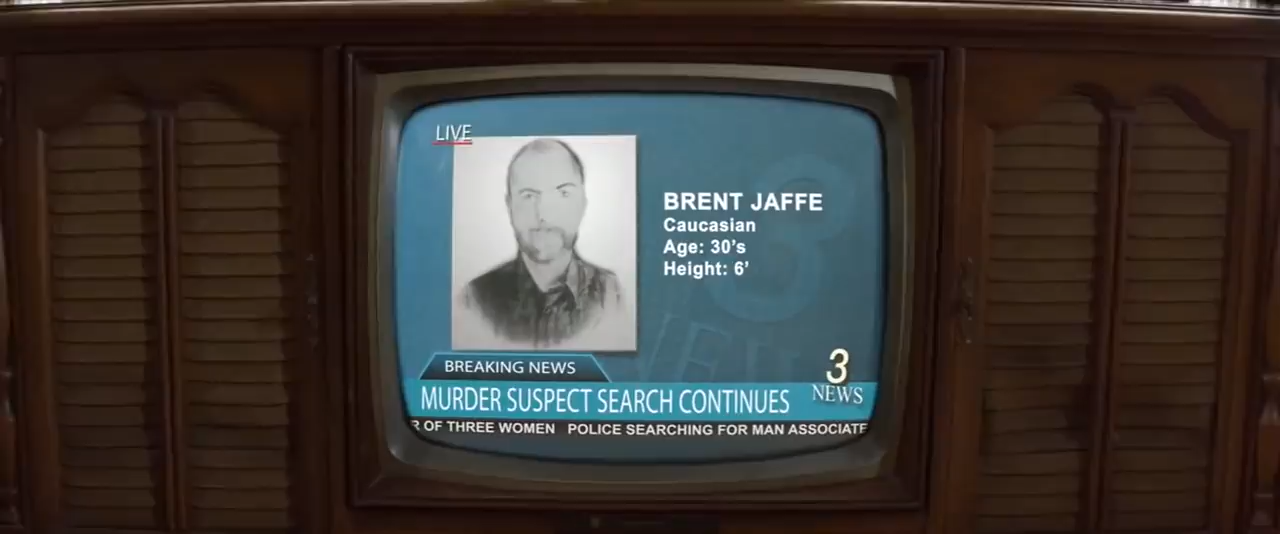 LIVE
BRENT JAFFE
Caucasian
Age: 30's
Height: 6'
BREAKING NEWS
MURDER SUSPECT SEARCH CONTINUES
3
NEWS
R OF THREE WOMEN POLICE SEARCHING FOR MAN ASSOCIATE